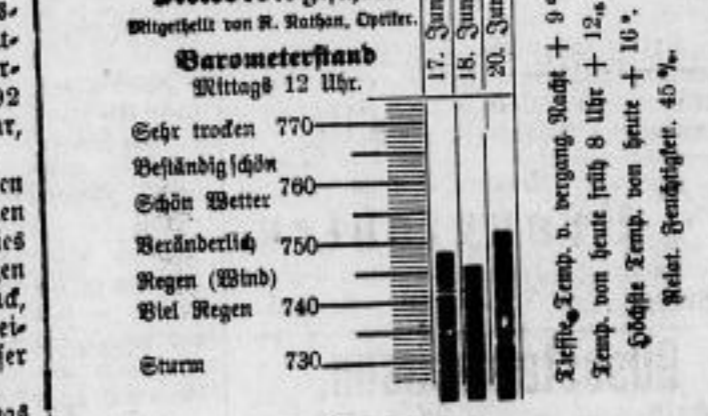 Mitgetheilt von R. Nathan, Optiker.
Barometerstand
Mittags 12 Uhr.
17. Juni
18. Juni
20. Juni
Sehr trocken 770
Beständig schön
760
Schön Wetter
Veränderlich 750
Regen (Wind)
Viel Regen 740
Sturm 730
Tiefste Temp. v. vergang. Nacht + 9°
Temp. von heute früh 8 Uhr + 12,
Höchste Temp. von heute + 16°.
Relat. Feuchtigkeit. 45 %.